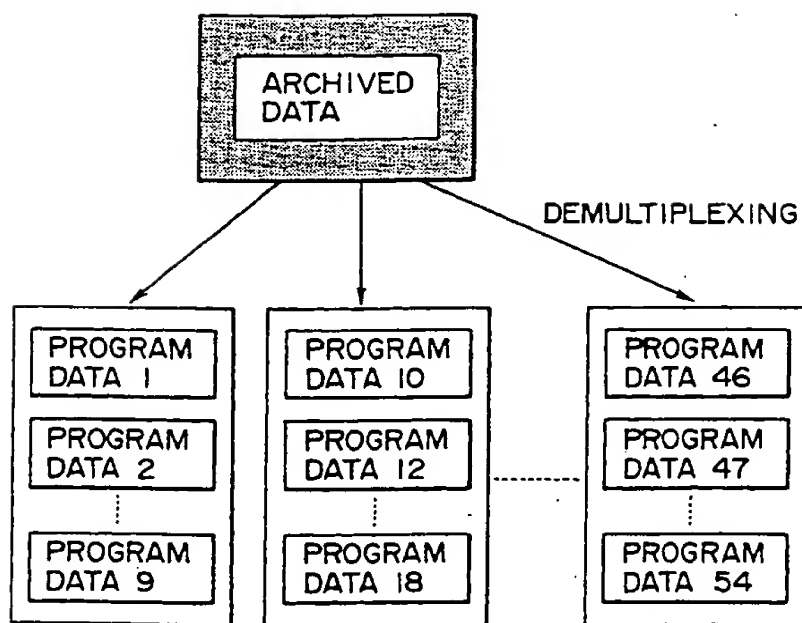 ARCHIVED
DATA
DEMULTIPLEXING
PROGRAM
DATA 1
PROGRAM
DATA 2
PROGRAM
DATA 9
PROGRAM
DATA 10
PROGRAM
DATA 12
PROGRAM
DATA 18
PROGRAM
DATA 46
PROGRAM
DATA 47
PROGRAM
DATA 54